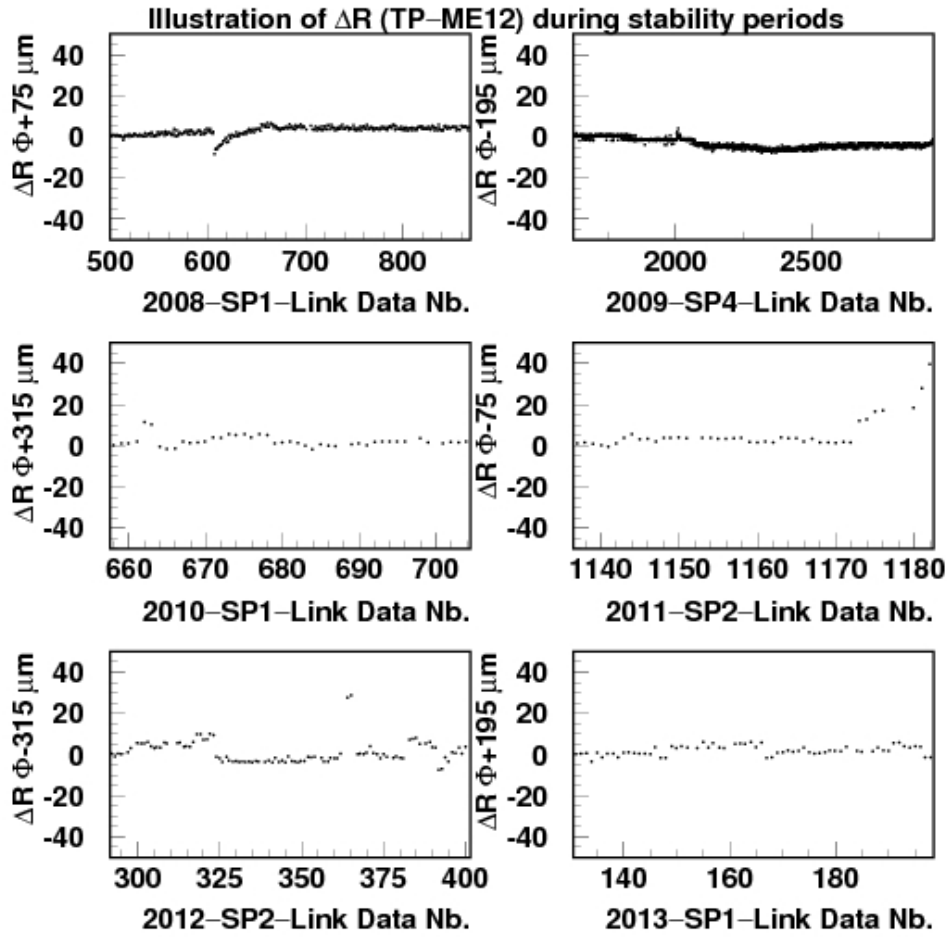 Illustration of ΔR (TP–ME12) during stability periods
ΔR Φ+75 μm
40
20
0
-20
-40
500 600 700 800
2008–SP1–Link Data Nb.
ΔR Φ-195 μm
40
20
0
-20
-40
2000 2500
2009–SP4–Link Data Nb.
ΔR Φ+315 μm
40
20
0
-20
-40
660 670 680 690 700
2010–SP1–Link Data Nb.
ΔR Φ-75 μm
40
20
0
-20
-40
1140 1150 1160 1170 1180
2011–SP2–Link Data Nb.
ΔR Φ-315 μm
40
20
0
-20
-40
300 325 350 375 400
2012–SP2–Link Data Nb.
ΔR Φ+195 μm
40
20
0
-20
-40
140 160 180
2013–SP1–Link Data Nb.